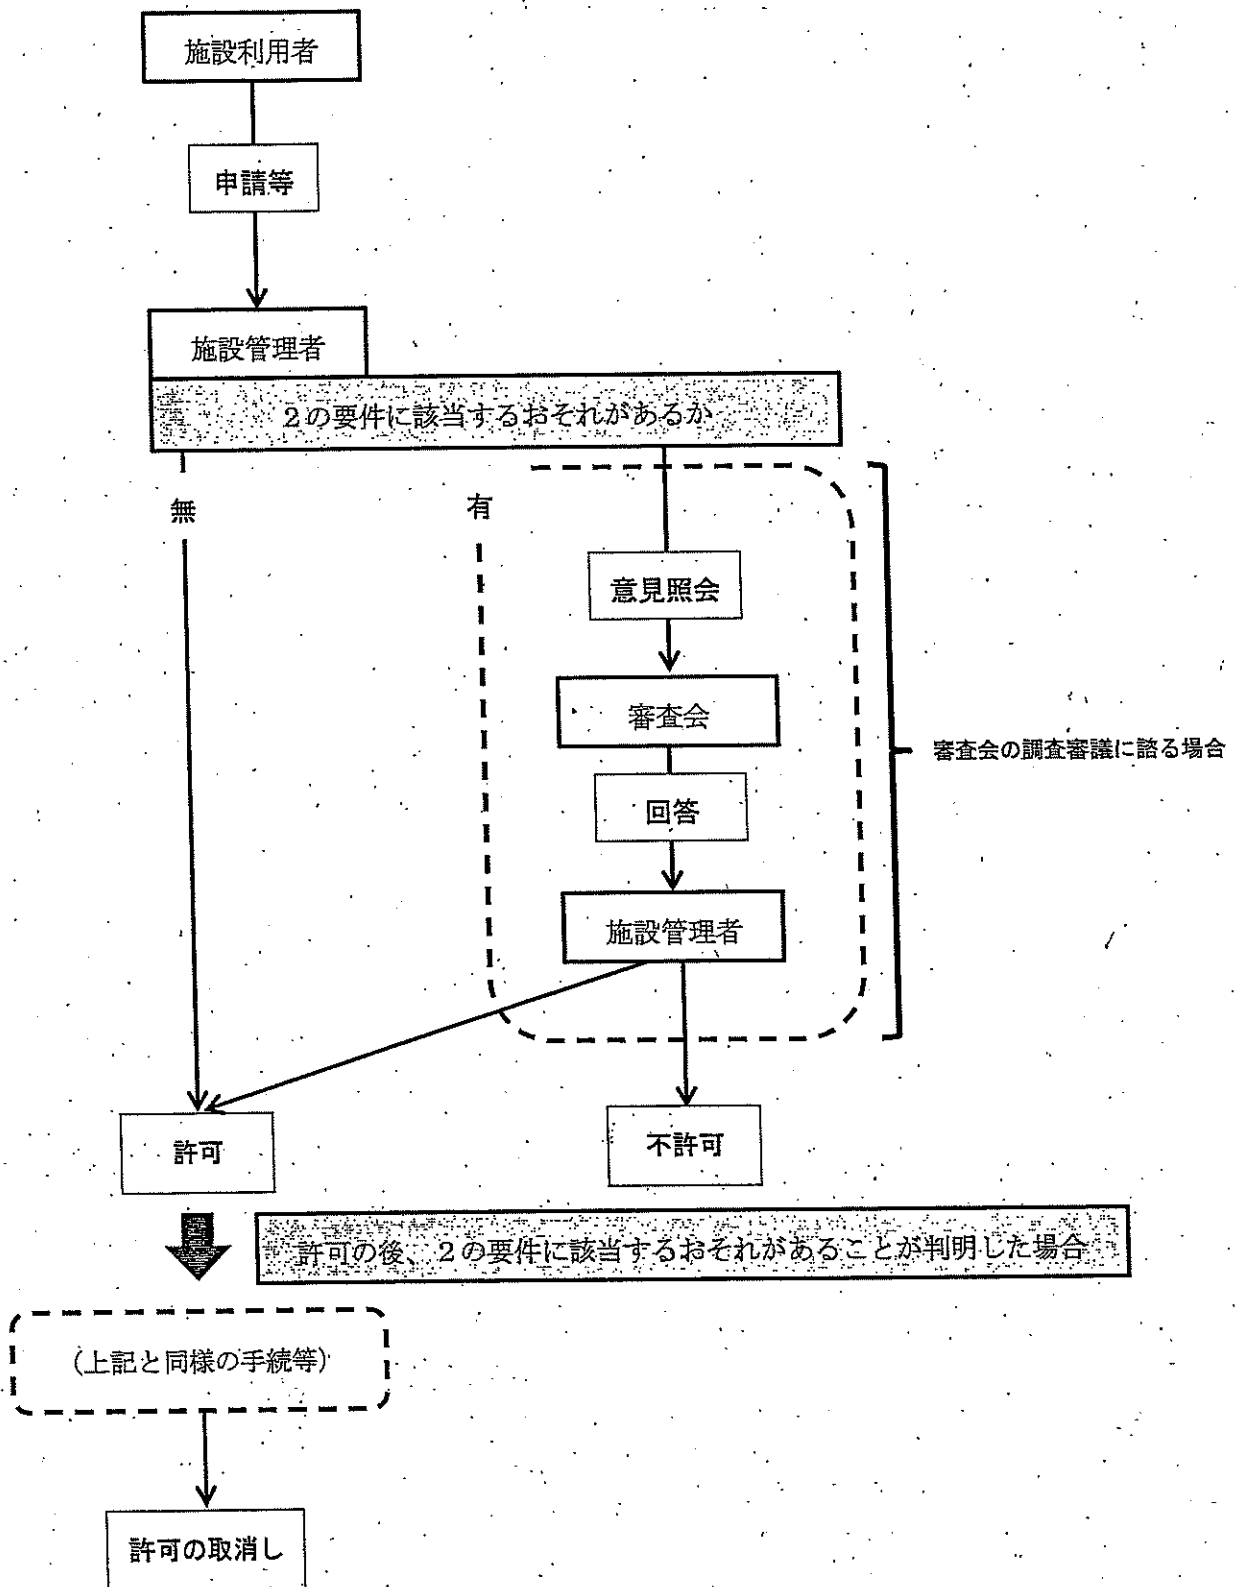 施設利用者
申請等
施設管理者
2の要件に該当するおそれがあるか
無
有
意見照会
審査会
回答
施設管理者
審査会の調査審議に諮る場合
許可
不許可
許可の後、2の要件に該当するおそれがあることが判明した場合
(上記と同様の手続等)
許可の取消し